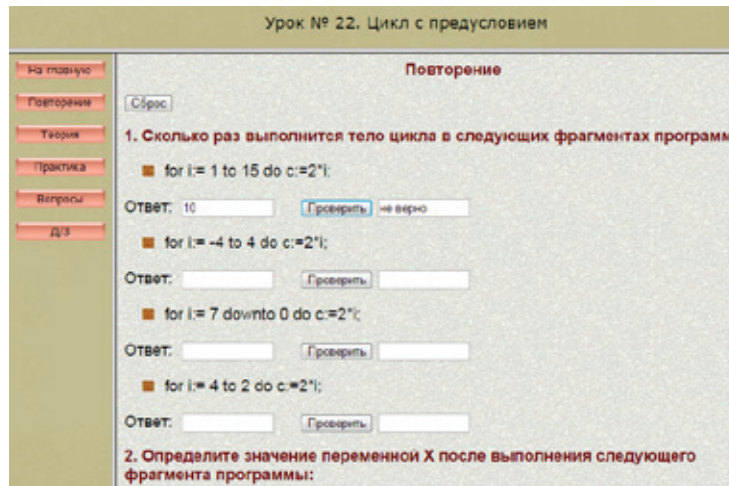 Урок № 22. Цикл с предусловием
На главную
Повторение
Теория
Практика
Вопросы
Д/З
Повторение
Сброс
1. Сколько раз выполнится тело цикла в следующих фрагментах программ
for i:= 1 to 15 do c:=2*i;
Ответ: 10 Проверить не верно
for i:= -4 to 4 do c:=2*i;
Ответ: Проверить
for i:= 7 downto 0 do c:=2*i;
Ответ: Проверить
for i:= 4 to 2 do c:=2*i;
Ответ: Проверить
2. Определите значение переменной X после выполнения следующего
фрагмента программы: